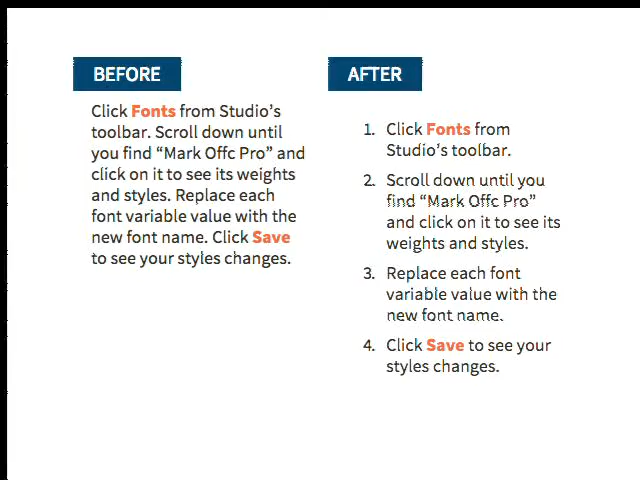 BEFORE
Click Fonts from Studio's
toolbar. Scroll down until
you find “Mark Offc Pro” and
click on it to see its weights
and styles. Replace each
font variable value with the
new font name. Click Save
to see your styles changes.
AFTER
1. Click Fonts from
Studio's toolbar.
2. Scroll down until you
find “Mark Offc Pro”
and click on it to see its
weights and styles.
3. Replace each font
variable value with the
new font name.
4. Click Save to see your
styles changes.